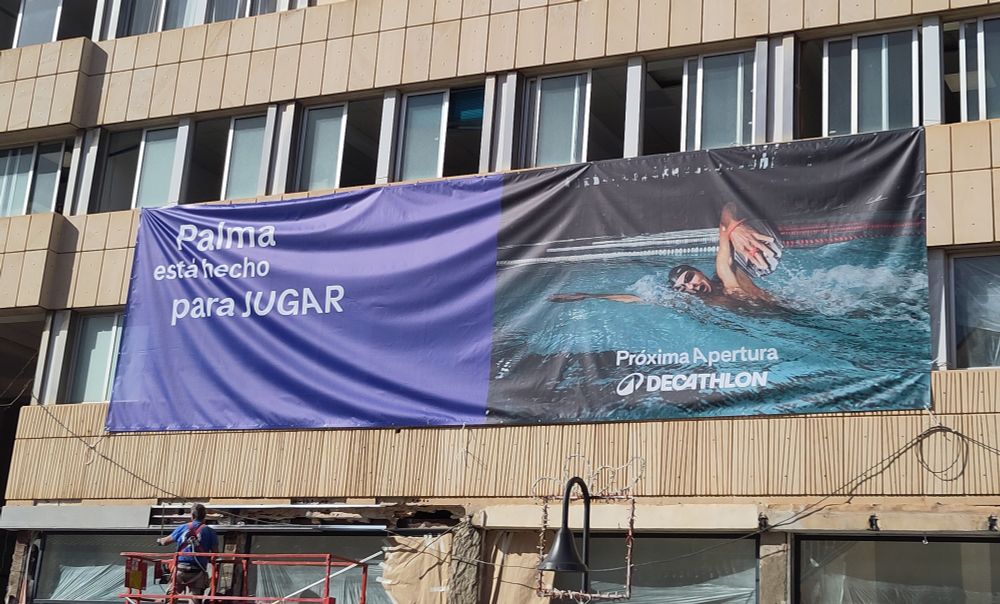 Palma
está hecho
para JUGAR
Próxima Apertura
DECATHLON